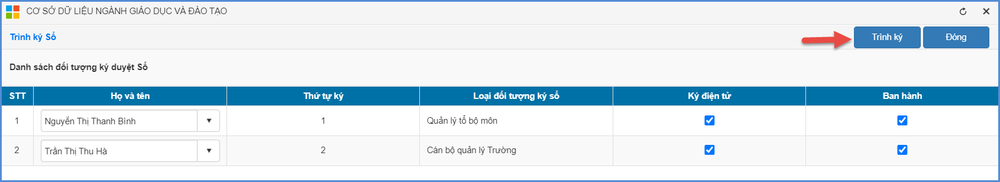 CƠ SỞ DỮ LIỆU NGÀNH GIÁO DỤC VÀ ĐÀO TẠO
Trình ký Sổ Trình ký Đóng
Danh sách đối tượng ký duyệt Sổ
STT Họ và tên Thứ tự ký Loại đối tượng ký sổ Ký điện tử Ban hành
1 Nguyễn Thị Thanh Bình 1 Quản lý tổ bộ môn
2 Trần Thị Thu Hà 2 Cán bộ quản lý Trường